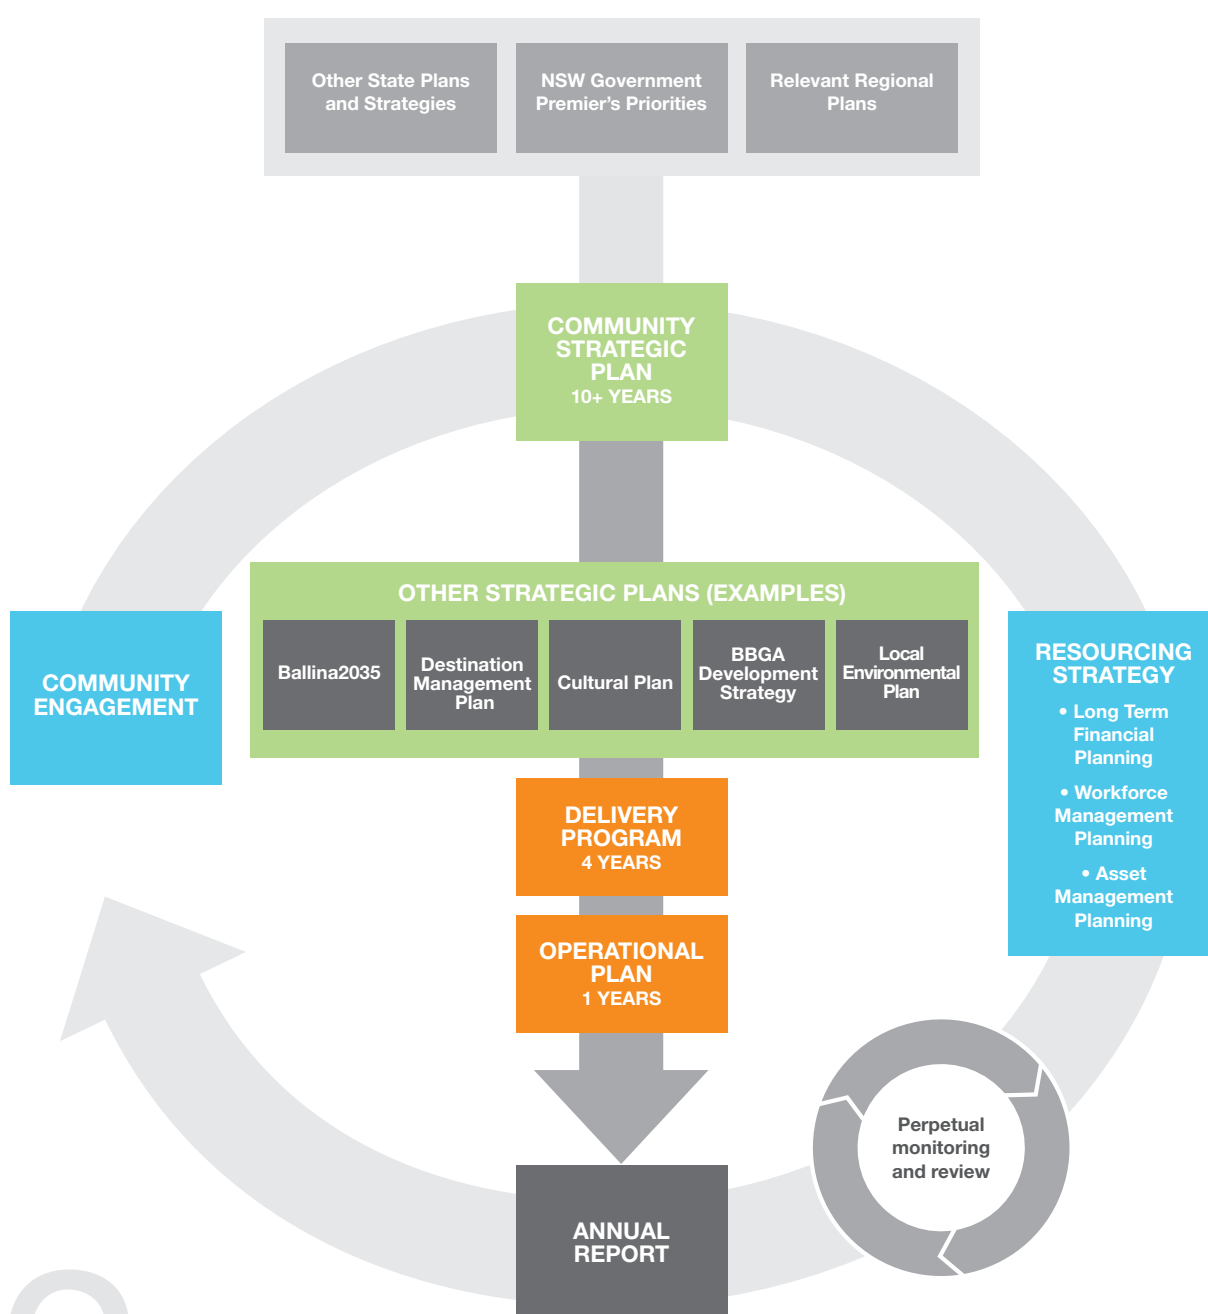 Other State Plans
and Strategies
NSW Government
Premier’s Priorities
Relevant Regional
Plans
COMMUNITY
STRATEGIC
PLAN
10+ YEARS
OTHER STRATEGIC PLANS (EXAMPLES)
Ballina2035
Destination
Management
Plan
Cultural Plan
BBGA
Development
Strategy
Local
Environmental
Plan
COMMUNITY
ENGAGEMENT
RESOURCING
STRATEGY
• Long Term
Financial
Planning
• Workforce
Management
Planning
• Asset
Management
Planning
DELIVERY
PROGRAM
4 YEARS
OPERATIONAL
PLAN
1 YEARS
Perpetual
monitoring
and review
ANNUAL
REPORT